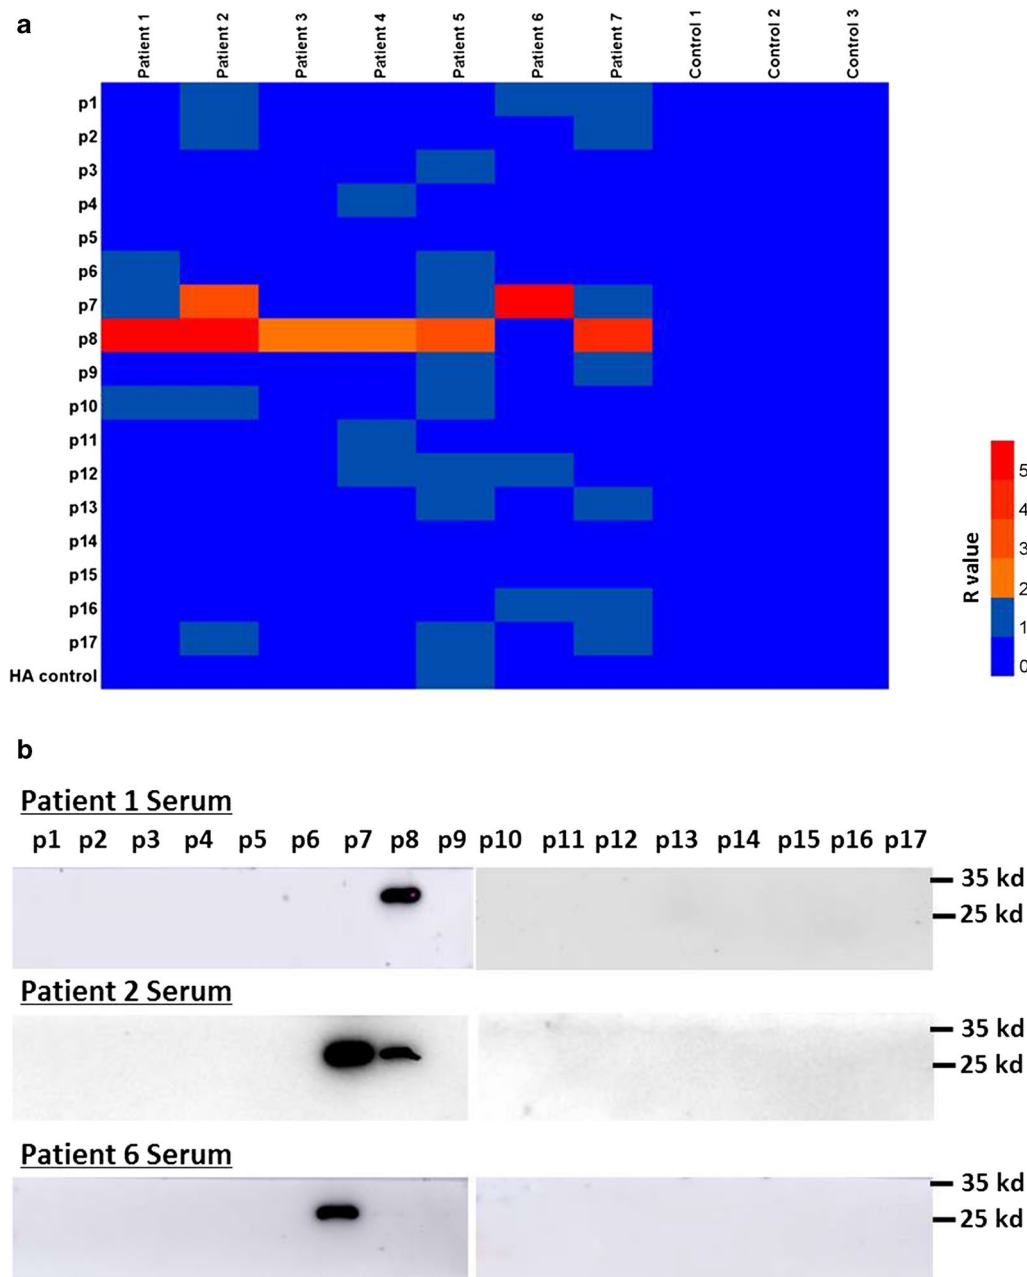 a
Patient 1 Patient 2 Patient 3 Patient 4 Patient 5 Patient 6 Patient 7 Control 1 Control 2 Control 3
p1
p2
p3
p4
p5
p6
p7
p8
p9
p10
p11
p12
p13
p14
p15
p16
p17
HA control
R value
5
4
3
2
1
0
b
Patient 1 Serum
p1 p2 p3 p4 p5 p6 p7 p8 p9 p10 p11 p12 p13 p14 p15 p16 p17
35 kd
25 kd
Patient 2 Serum
35 kd
25 kd
Patient 6 Serum
35 kd
25 kd